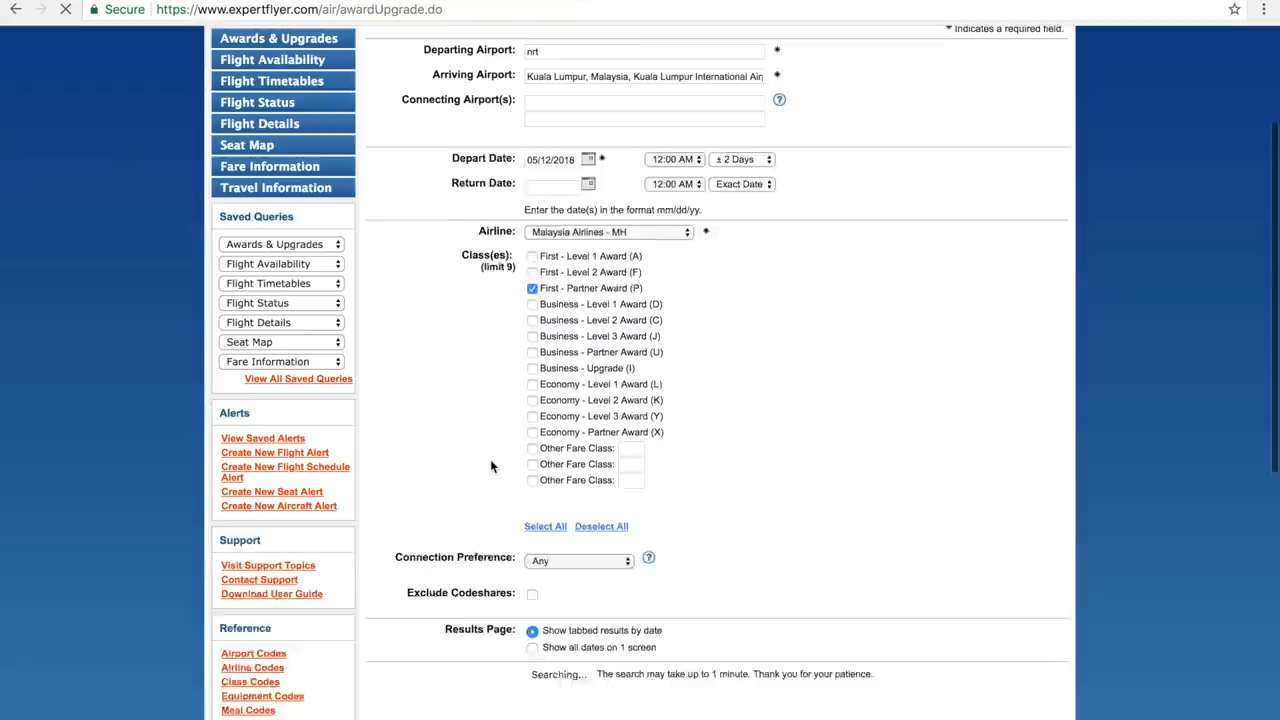 Secure https://www.expertflyer.com/air/awardUpgrade.do
* Indicates a required field.
Awards & Upgrades
Flight Availability
Flight Timetables
Flight Status
Flight Details
Seat Map
Fare Information
Travel Information
Saved Queries
Awards & Upgrades
Flight Availability
Flight Timetables
Flight Status
Flight Details
Seat Map
Fare Information
View All Saved Queries
Alerts
View Saved Alerts
Create New Flight Alert
Create New Flight Schedule
Alert
Create New Seat Alert
Create New Aircraft Alert
Support
Visit Support Topics
Contact Support
Download User Guide
Reference
Airport Codes
Airline Codes
Class Codes
Equipment Codes
Meal Codes
Departing Airport: nrt *
Arriving Airport: Kuala Lumpur, Malaysia, Kuala Lumpur International Air *
Connecting Airport(s): ?
Depart Date: 05/12/2018 * 12:00 AM ± 2 Days
Return Date: 12:00 AM Exact Date
Enter the date(s) in the format mm/dd/yy.
Airline: Malaysia Airlines - MH *
Class(es): First - Level 1 Award (A)
(limit 9) First - Level 2 Award (F)
First - Partner Award (P)
Business - Level 1 Award (D)
Business - Level 2 Award (C)
Business - Level 3 Award (J)
Business - Partner Award (U)
Business - Upgrade (I)
Economy - Level 1 Award (L)
Economy - Level 2 Award (K)
Economy - Level 3 Award (Y)
Economy - Partner Award (X)
Other Fare Class:
Other Fare Class:
Other Fare Class:
Select All Deselect All
Connection Preference: Any ?
Exclude Codeshares:
Results Page: Show tabbed results by date
Show all dates on 1 screen
Searching... The search may take up to 1 minute. Thank you for your patience.